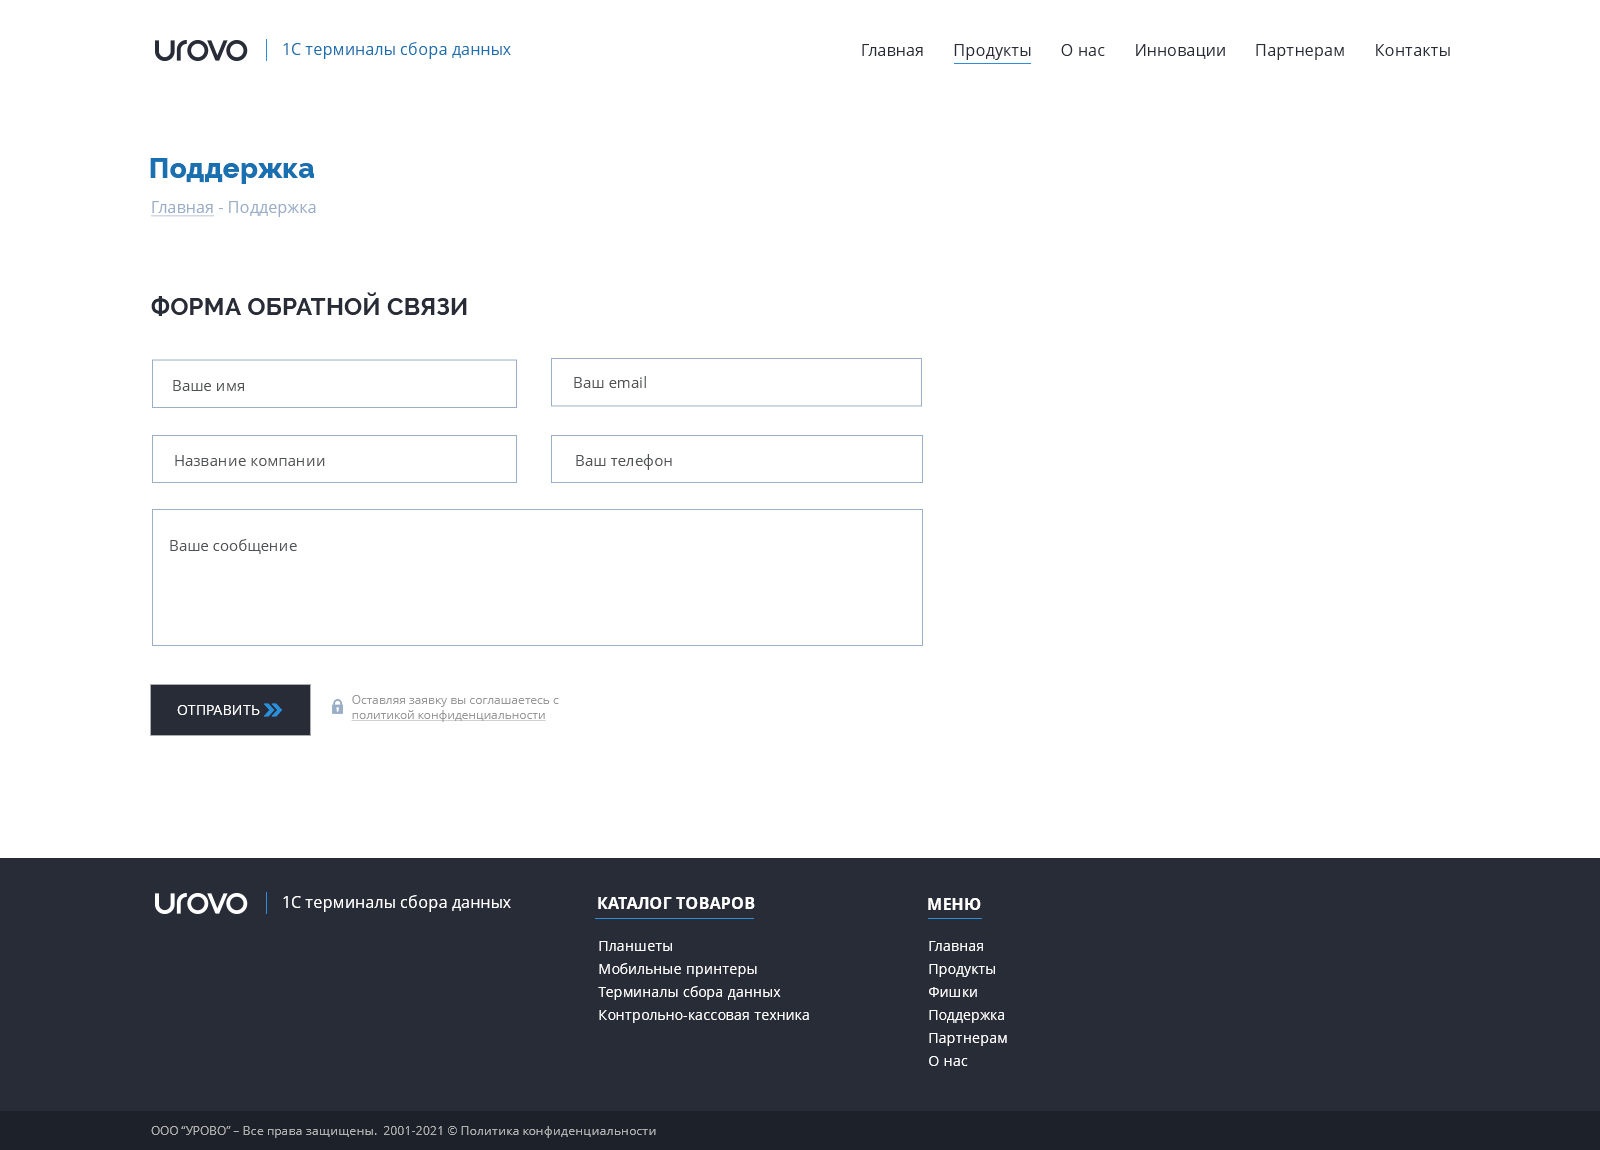 urovo
1С терминалы сбора данных
Главная Продукты О нас Инновации Партнерам Контакты
Поддержка
Главная - Поддержка
ФОРМА ОБРАТНОЙ СВЯЗИ
Ваше имя
Ваш email
Название компании
Ваш телефон
Ваше сообщение
ОТПРАВИТЬ
Оставляя заявку вы соглашаетесь с
политикой конфиденциальности
urovo
1С терминалы сбора данных
КАТАЛОГ ТОВАРОВ
Планшеты
Мобильные принтеры
Терминалы сбора данных
Контрольно-кассовая техника
МЕНЮ
Главная
Продукты
Фишки
Поддержка
Партнерам
О нас
ООО “УРОВО” – Все права защищены.  2001-2021 © Политика конфиденциальности